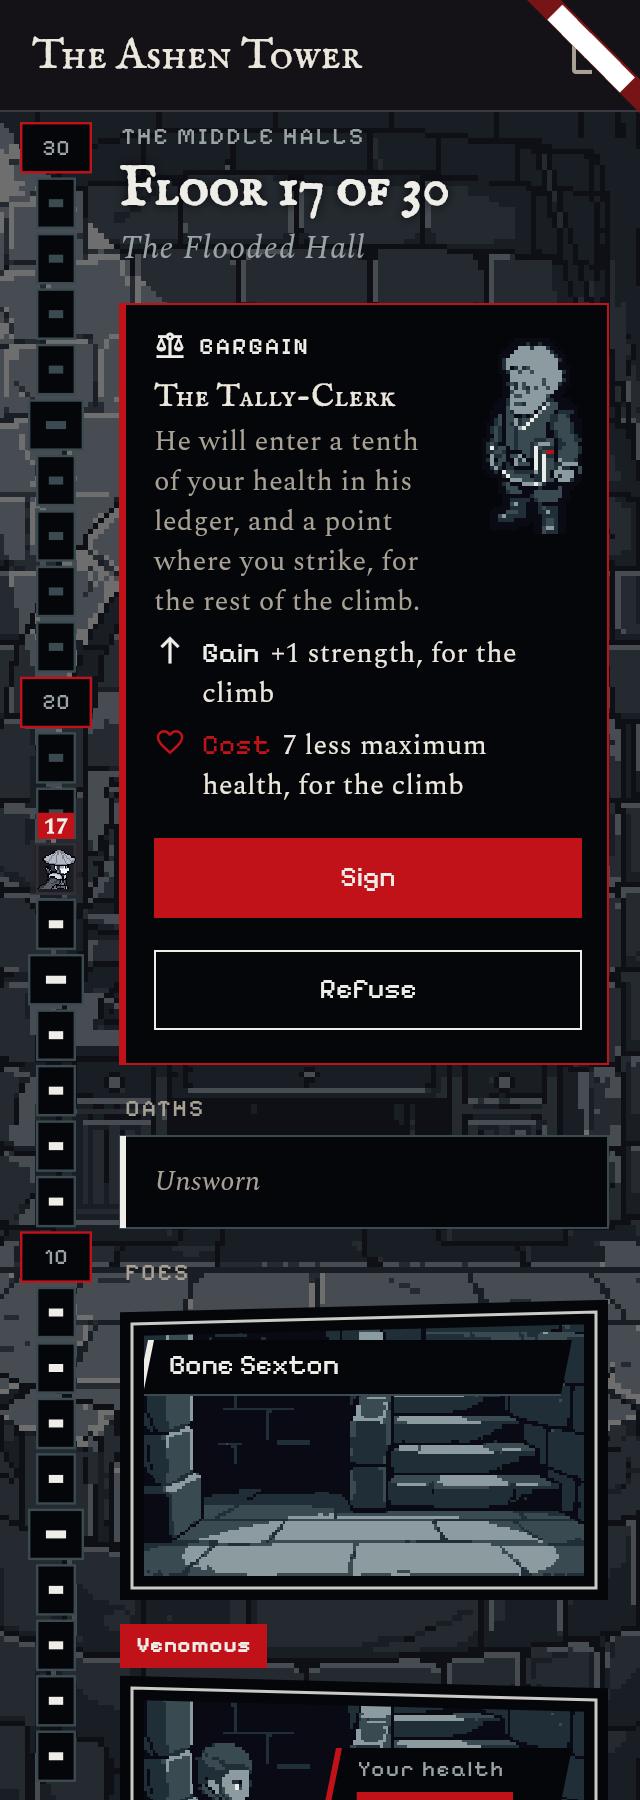 The Ashen Tower
30
THE MIDDLE HALLS
Floor 17 of 30
The Flooded Hall
BARGAIN
The Tally-Clerk
He will enter a tenth
of your health in his
ledger, and a point
where you strike, for
the rest of the climb.
Gain +1 strength, for the
climb
20
Cost 7 less maximum
health, for the climb
17
Sign
Refuse
OATHS
Unsworn
10
FOES
Bone Sexton
Venomous
Your health